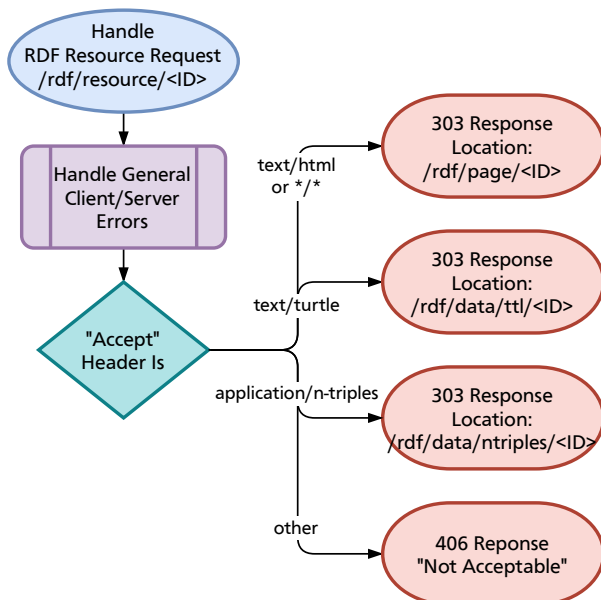 Handle
RDF Resource Request
/rdf/resource/<ID>
Handle General
Client/Server
Errors
"Accept"
Header Is
text/html
or */*
303 Response
Location:
/rdf/page/<ID>
text/turtle
303 Response
Location:
/rdf/data/ttl/<ID>
application/n-triples
303 Response
Location:
/rdf/data/ntriples/<ID>
other
406 Reponse
"Not Acceptable"